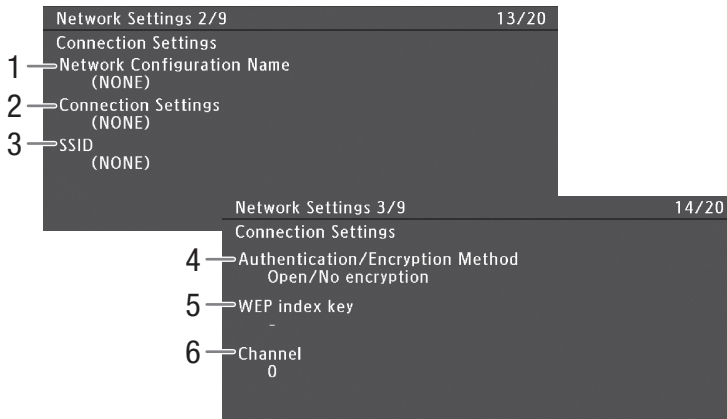 Network Settings 2/9 13/20
Connection Settings
1 Network Configuration Name
(NONE)
2 Connection Settings
(NONE)
3 SSID
(NONE)
Network Settings 3/9 14/20
Connection Settings
4 Authentication/Encryption Method
Open/No encryption
5 WEP index key
-
6 Channel
0